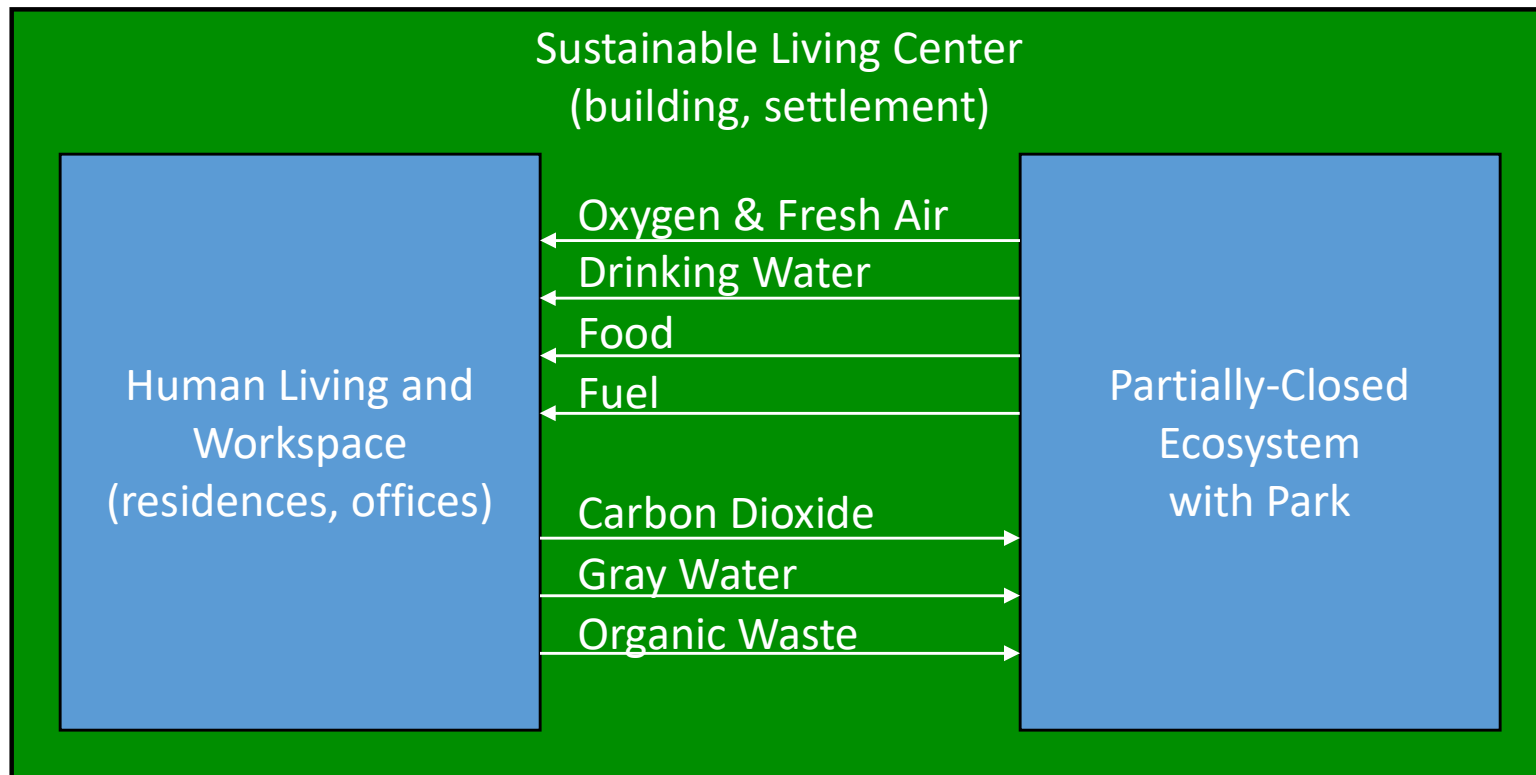 Sustainable Living Center
(building, settlement)
Human Living and
Workspace
(residences, offices)
Oxygen & Fresh Air
Drinking Water
Food
Fuel
Carbon Dioxide
Gray Water
Organic Waste
Partially-Closed
Ecosystem
with Park